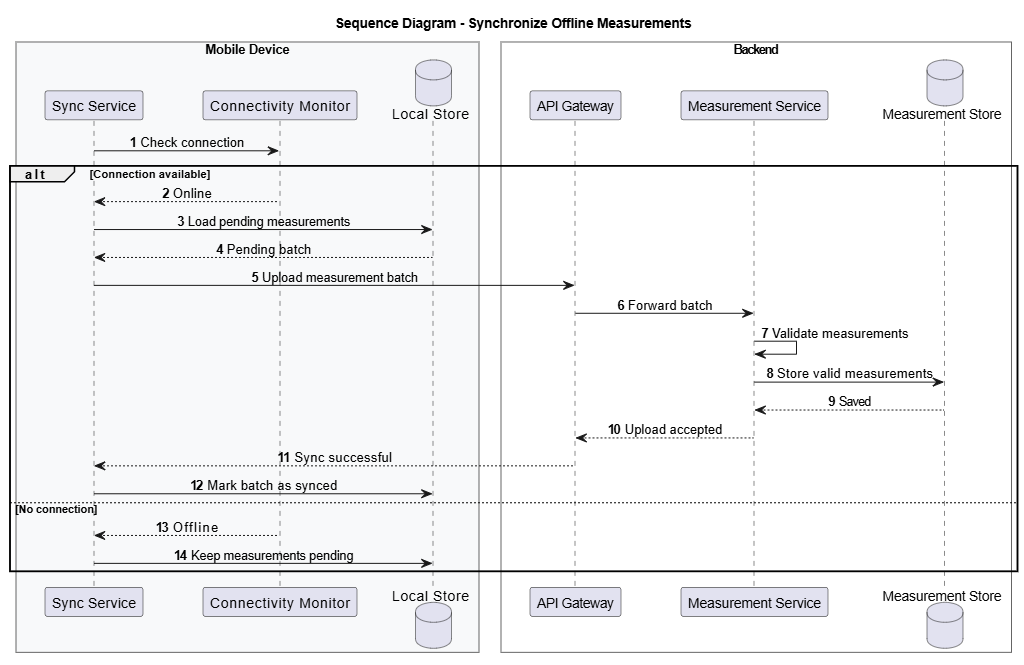 Sequence Diagram - Synchronize Offline Measurements
Mobile Device
Backend
Sync Service
Connectivity Monitor
Local Store
API Gateway
Measurement Service
Measurement Store
1 Check connection
alt
[Connection available]
2 Online
3 Load pending measurements
4 Pending batch
5 Upload measurement batch
6 Forward batch
7 Validate measurements
8 Store valid measurements
9 Saved
10 Upload accepted
11 Sync successful
12 Mark batch as synced
[No connection]
13 Offline
14 Keep measurements pending
Sync Service
Connectivity Monitor
Local Store
API Gateway
Measurement Service
Measurement Store